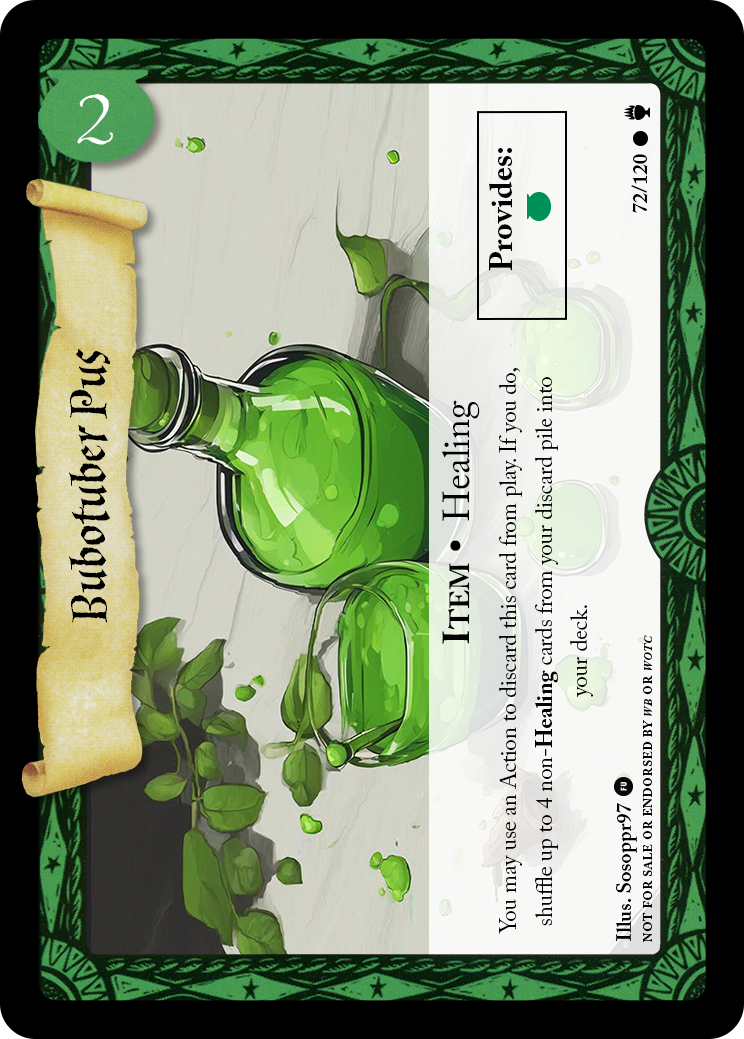 2
Bubotuber Pus
ITEM • Healing
Provides:
You may use an Action to discard this card from play. If you do,
shuffle up to 4 non-Healing cards from your discard pile into
your deck.
Illus. Sosoppr97 FU
NOT FOR SALE OR ENDORSED BY WB OR WOTC
72/120